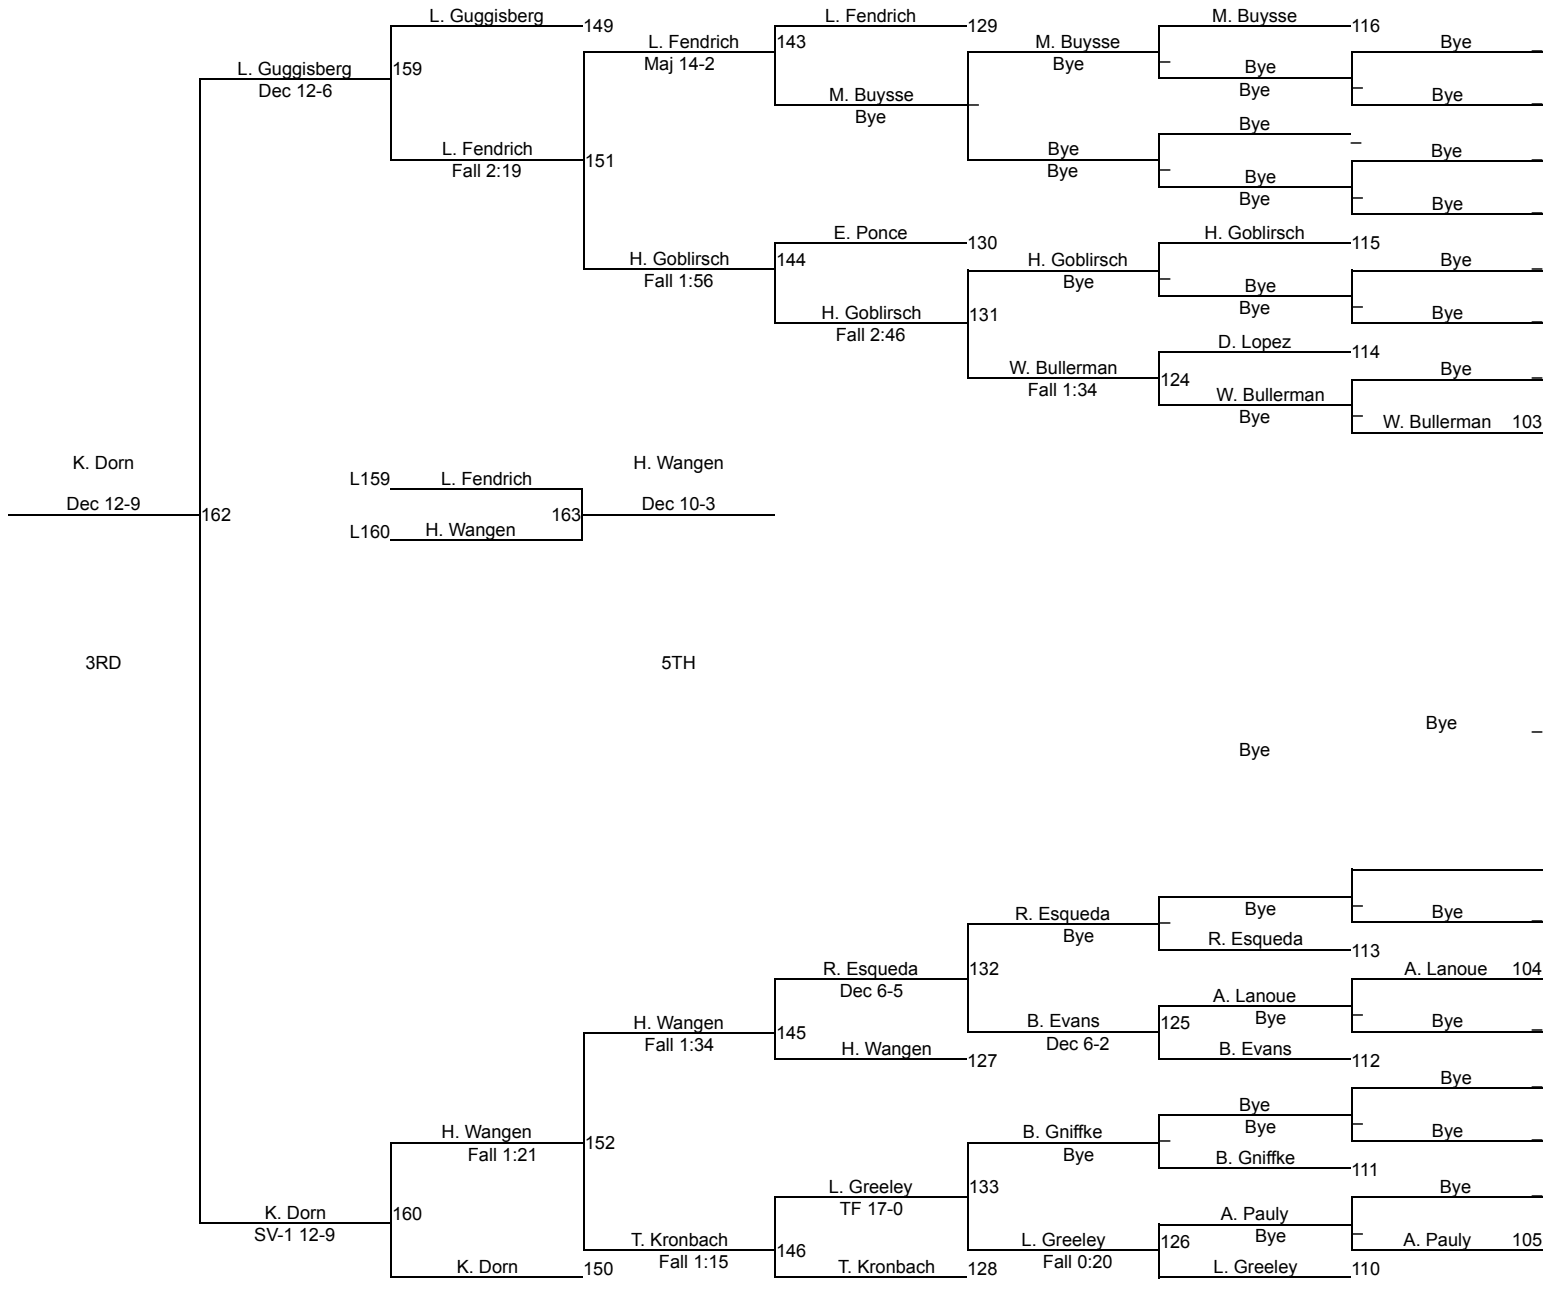 L. Guggisberg 149
L. Fendrich 129
M. Buysse 116
L. Fendrich 143
M. Buysse
Bye _
Maj 14-2
Bye
_ Bye
L. Guggisberg 159
Dec 12-6
M. Buysse _
Bye
Bye
_ Bye _
Bye
L. Fendrich 151
Fall 2:19
Bye
Bye
_
Bye _
_ Bye
Bye
_ Bye _
E. Ponce 130
H. Goblirsch 115
H. Goblirsch 144
Fall 1:56
H. Goblirsch
Bye
Bye _
_ Bye
Bye
H. Goblirsch 131
Fall 2:46
_ Bye _
D. Lopez 114
W. Bullerman 124
Fall 1:34
Bye _
W. Bullerman
Bye
_ W. Bullerman 103
K. Dorn
H. Wangen
L159 L. Fendrich
Dec 12-9 162
163 Dec 10-3
L160 H. Wangen
3RD
5TH
Bye _
Bye
R. Esqueda _
Bye
Bye
_ Bye _
R. Esqueda 113
R. Esqueda 132
Dec 6-5
A. Lanoue 104
A. Lanoue
Bye
H. Wangen 145
Fall 1:34
B. Evans 125
Dec 6-2
_ Bye _
H. Wangen 127
B. Evans 112
Bye _
H. Wangen 152
Fall 1:21
B. Gniffke _
Bye
Bye
Bye
_ Bye _
B. Gniffke 111
L. Greeley 133
TF 17-0
Bye _
K. Dorn 160
SV-1 12-9
A. Pauly
Bye
T. Kronbach 146
Fall 1:15
L. Greeley 126
Fall 0:20
_ A. Pauly 105
K. Dorn 150
T. Kronbach 128
L. Greeley 110